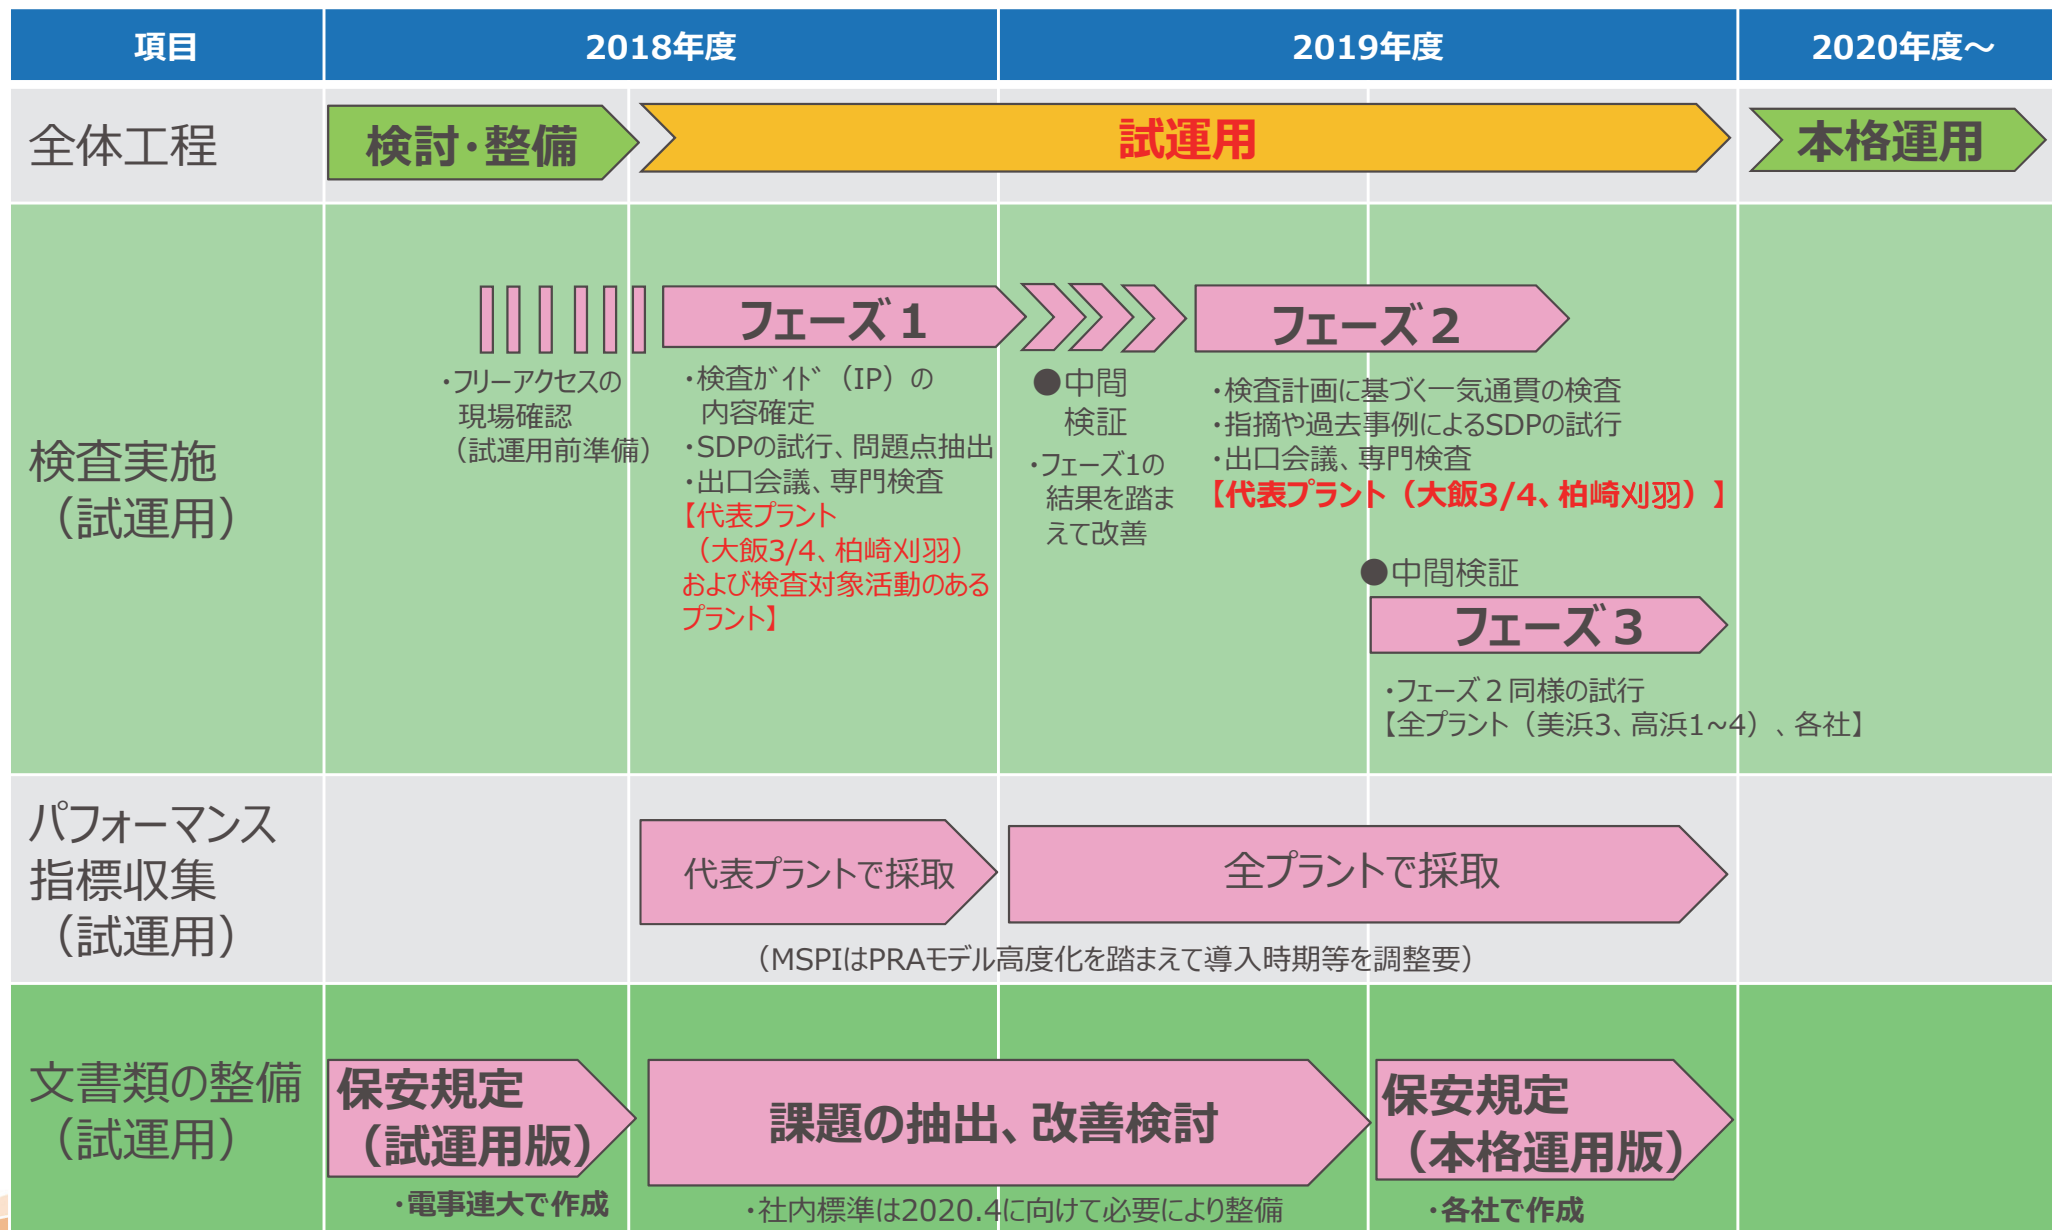 項目
2018年度
2019年度
2020年度～
全体工程
検討･整備
試運用
本格運用
検査実施
（試運用）
フェーズ１
フェーズ２
・フリーアクセスの
現場確認
（試運用前準備）
・検査ｶﾞｲﾄﾞ（IP）の
内容確定
・SDPの試行、問題点抽出
・出口会議、専門検査
【代表プラント
（大飯3/4、柏崎刈羽）
および検査対象活動のある
プラント】
●中間
検証
・フェーズ1の
結果を踏ま
えて改善
・検査計画に基づく一気通貫の検査
・指摘や過去事例によるSDPの試行
・出口会議、専門検査
【代表プラント（大飯3/4、柏崎刈羽）】
●中間検証
フェーズ３
・フェーズ２同様の試行
【全プラント（美浜3、高浜1~4）、各社】
パフォーマンス
指標収集
（試運用）
代表プラントで採取
全プラントで採取
（MSPIはPRAモデル高度化を踏まえて導入時期等を調整要）
文書類の整備
（試運用）
保安規定
（試運用版）
・電事連大で作成
課題の抽出、改善検討
・社内標準は2020.4に向けて必要により整備
保安規定
（本格運用版）
・各社で作成